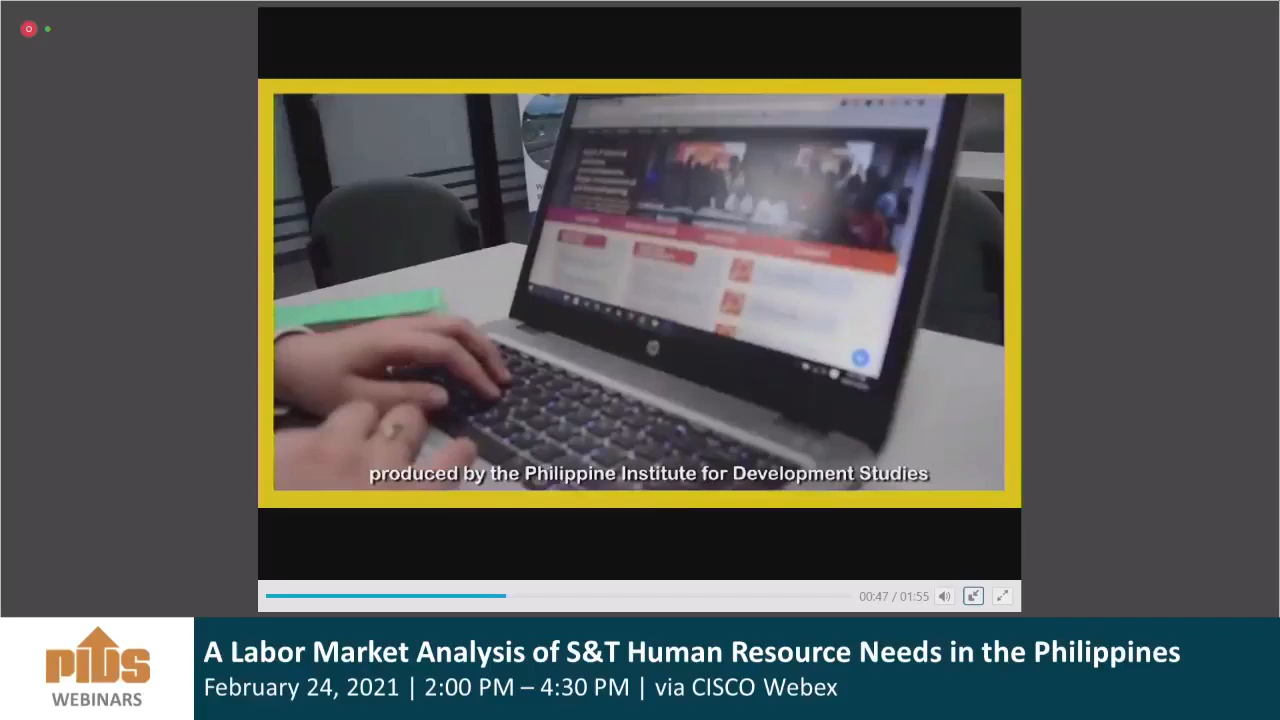 produced by the Philippine Institute for Development Studies
00:47 / 01:55
PIDS
WEBINARS
A Labor Market Analysis of S&T Human Resource Needs in the Philippines
February 24, 2021 | 2:00 PM – 4:30 PM | via CISCO Webex